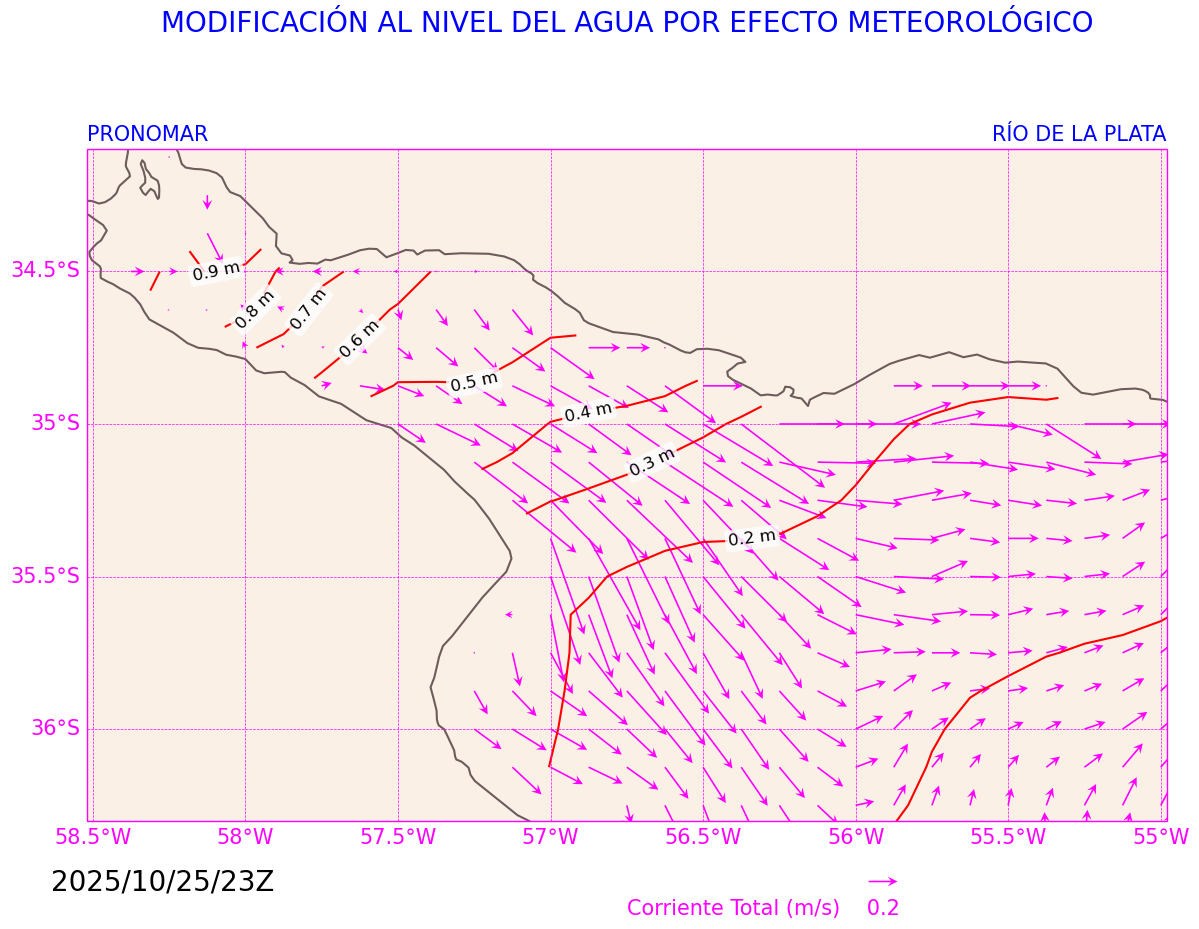 MODIFICACIÓN AL NIVEL DEL AGUA POR EFECTO METEOROLÓGICO
PRONOMAR
RÍO DE LA PLATA
34.5°S
35°S
35.5°S
36°S
0.9 m
0.8 m
0.7 m
0.6 m
0.5 m
0.4 m
0.3 m
0.2 m
58.5°W
58°W
57.5°W
57°W
56.5°W
56°W
55.5°W
55°W
2025/10/25/23Z
Corriente Total (m/s) 0.2